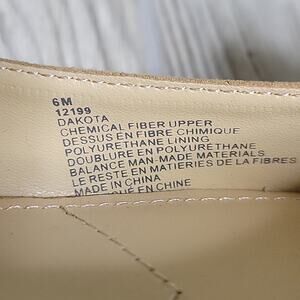 6M
12199
DAKOTA
CHEMICAL FIBER UPPER
DESSUS EN FIBRE CHIMIQUE
POLYURETHANE LINING
DOUBLURE EN POLYURETHANE
BALANCE MAN-MADE MATERIALS
LE RESTE EN MATIERES DE LA FIBRES
MADE IN CHINA
EN CHINE